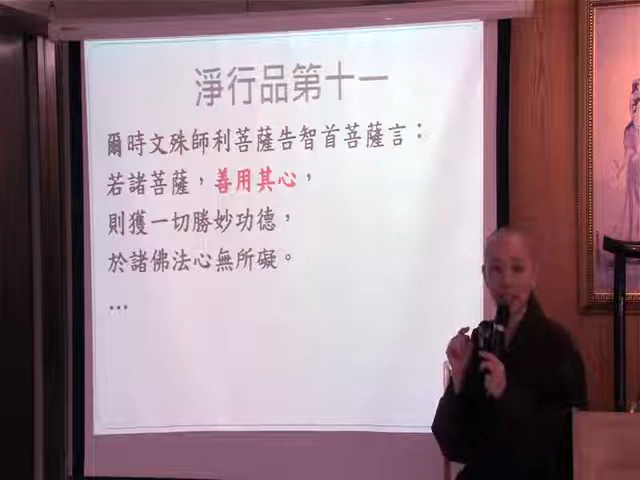 淨行品第十一
爾時文殊師利菩薩告智首菩薩言：
若諸菩薩，善用其心，
則獲一切勝妙功德，
於諸佛法心無所礙。
…